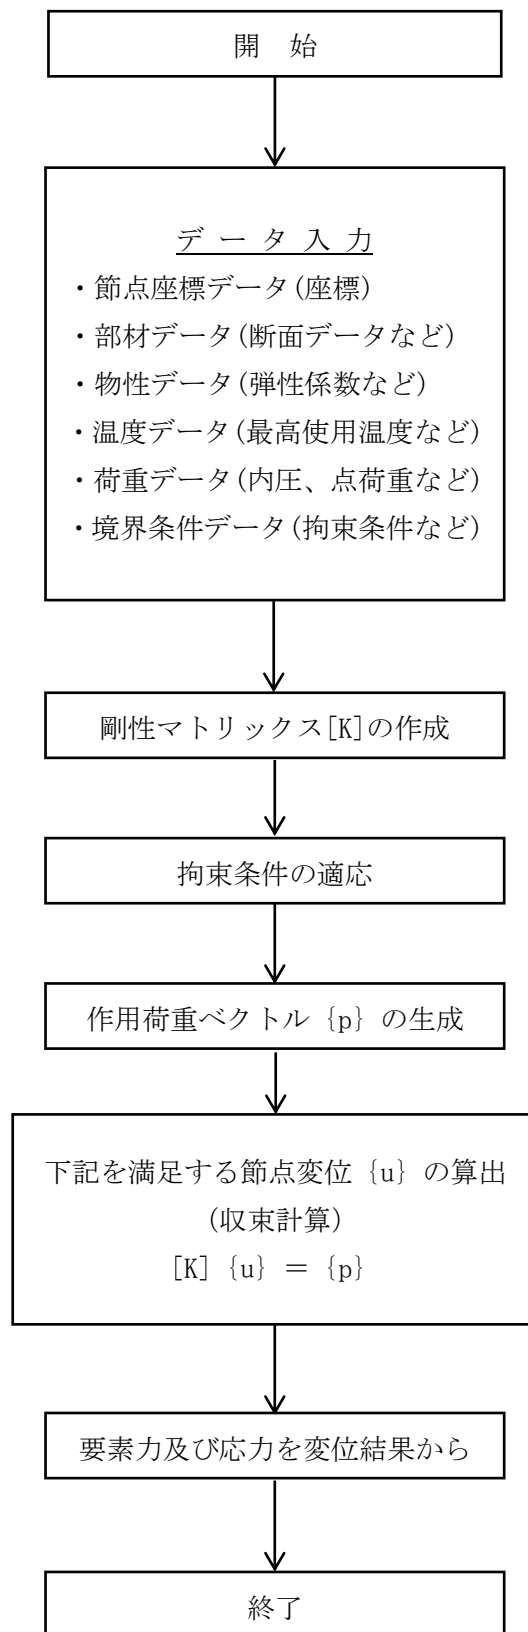 開　始
デ ー タ 入 力
・節点座標データ(座標)
・部材データ(断面データなど)
・物性データ(弾性係数など)
・温度データ(最高使用温度など)
・荷重データ(内圧、点荷重など)
・境界条件データ(拘束条件など)
剛性マトリックス[K]の作成
拘束条件の適応
作用荷重ベクトル {p} の生成
下記を満足する節点変位 {u} の算出
(収束計算)
[K] {u} ＝ {p}
要素力及び応力を変位結果から
終了